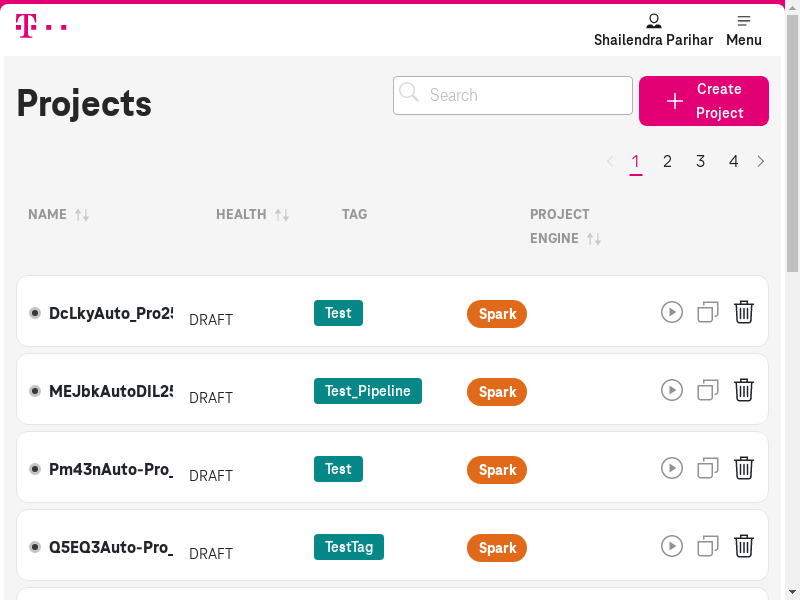 T
Shailendra Parihar
Menu
Projects
Search
Create
Project
1 2 3 4
NAME HEALTH TAG PROJECT
ENGINE
DcLkyAuto_Pro25 DRAFT Test Spark
MEJbkAutoDIL25 DRAFT Test_Pipeline Spark
Pm43nAuto-Pro_ DRAFT Test Spark
Q5EQ3Auto-Pro_ DRAFT TestTag Spark